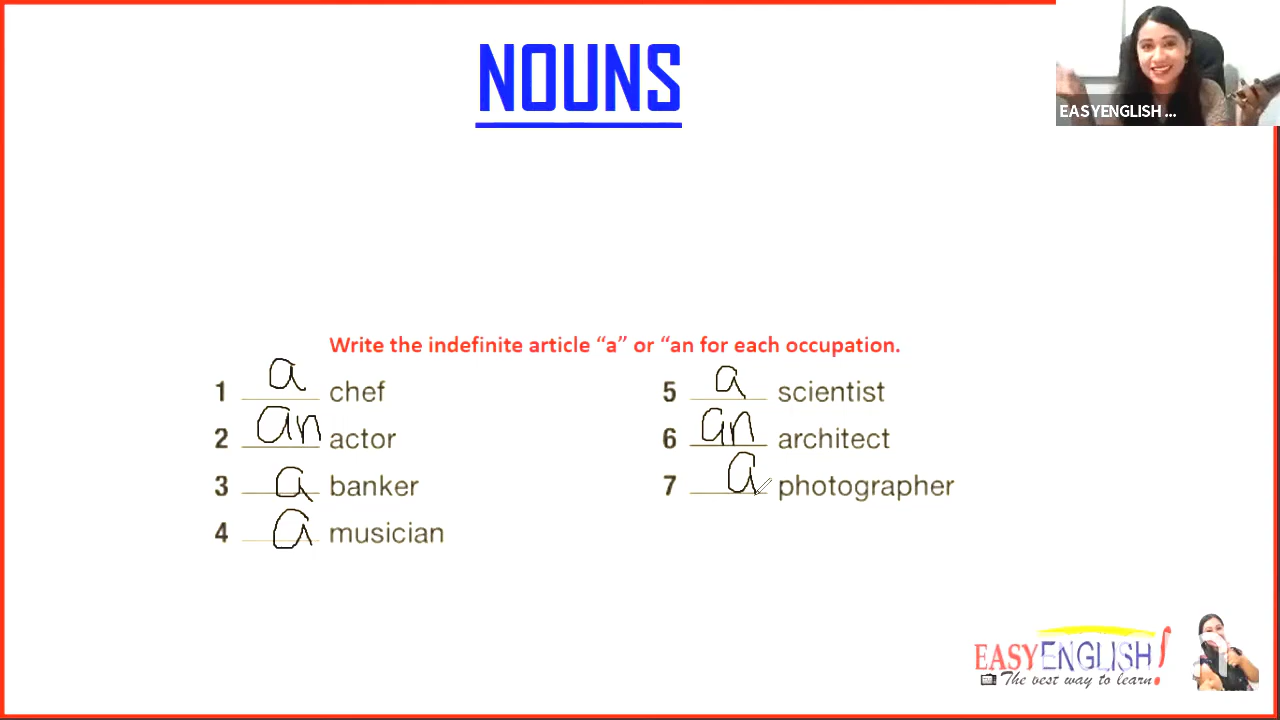 NOUNS
EASYENGLISH ...
Write the indefinite article “a” or “an for each occupation.
1 a chef
2 an actor
3 a banker
4 a musician
5 a scientist
6 an architect
7 a photographer
EASYENGLISH!
The best way to learn!